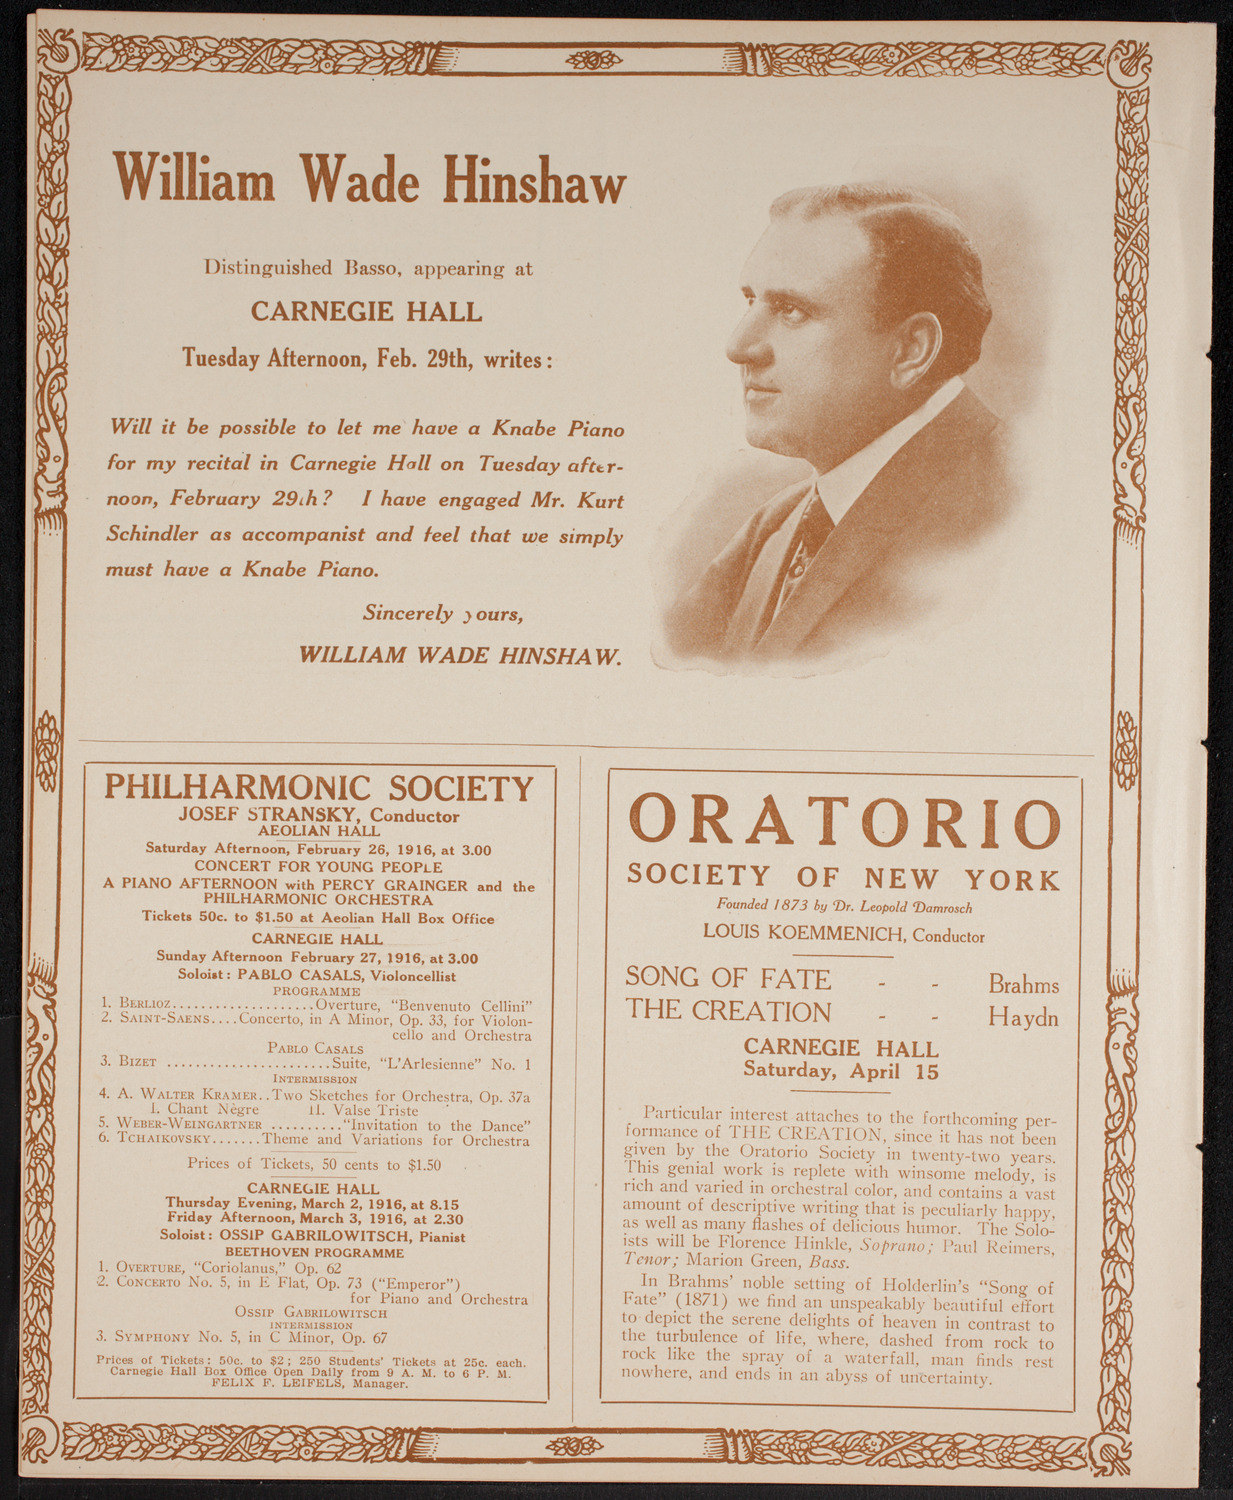 William Wade Hinshaw
Distinguished Basso, appearing at
CARNEGIE HALL
Tuesday Afternoon, Feb. 29th, writes:
Will it be possible to let me have a Knabe Piano
for my recital in Carnegie Hall on Tuesday after-
noon, February 29th? I have engaged Mr. Kurt
Schindler as accompanist and feel that we simply
must have a Knabe Piano.
Sincerely yours,
WILLIAM WADE HINSHAW.
PHILHARMONIC SOCIETY
JOSEF STRANSKY, Conductor
AEOLIAN HALL
Saturday Afternoon, February 26, 1916, at 3.00
CONCERT FOR YOUNG PEOPLE
A PIANO AFTERNOON with PERCY GRAINGER and the
PHILHARMONIC ORCHESTRA
Tickets 50c. to $1.50 at Aeolian Hall Box Office
CARNEGIE HALL
Sunday Afternoon February 27, 1916, at 3.00
Soloist: PABLO CASALS, Violoncellist
PROGRAMME
1. BERLIOZ....................Overture, "Benvenuto Cellini"
2. SAINT-SAENS....Concerto, in A Minor, Op. 33, for Violon-
cello and Orchestra
PABLO CASALS
3. BIZET .......................Suite, "L'Arlesienne" No. 1
INTERMISSION
4. A. WALTER KRAMER..Two Sketches for Orchestra, Op. 37a
I. Chant Nègre II. Valse Triste
5. WEBER-WEINGARTNER .........."Invitation to the Dance"
6. TCHAIKOVSKY.......Theme and Variations for Orchestra
Prices of Tickets, 50 cents to $1.50
CARNEGIE HALL
Thursday Evening, March 2, 1916, at 8.15
Friday Afternoon, March 3, 1916, at 2.30
Soloist: OSSIP GABRILOWITSCH, Pianist
BEETHOVEN PROGRAMME
1. OVERTURE, "Coriolanus," Op. 62
2. CONCERTO No. 5, in E Flat, Op. 73 ("Emperor")
for Piano and Orchestra
OSSIP GABRILOWITSCH
INTERMISSION
3. SYMPHONY No. 5, in C Minor, Op. 67
Prices of Tickets: 50c. to $2; 250 Students' Tickets at 25c. each.
Carnegie Hall Box Office Open Daily from 9 A. M. to 6 P. M.
FELIX F. LEIFELS, Manager.
ORATORIO
SOCIETY OF NEW YORK
Founded 1873 by Dr. Leopold Damrosch
LOUIS KOEMMENICH, Conductor
SONG OF FATE - - Brahms
THE CREATION - - Haydn
CARNEGIE HALL
Saturday, April 15
Particular interest attaches to the forthcoming per-
formance of THE CREATION, since it has not been
given by the Oratorio Society in twenty-two years.
This genial work is replete with winsome melody, is
rich and varied in orchestral color, and contains a vast
amount of descriptive writing that is peculiarly happy,
as well as many flashes of delicious humor. The Solo-
ists will be Florence Hinkle, Soprano; Paul Reimers,
Tenor; Marion Green, Bass.
In Brahms' noble setting of Holderlin's "Song of
Fate" (1871) we find an unspeakably beautiful effort
to depict the serene delights of heaven in contrast to
the turbulence of life, where, dashed from rock to
rock like the spray of a waterfall, man finds rest
nowhere, and ends in an abyss of uncertainty.